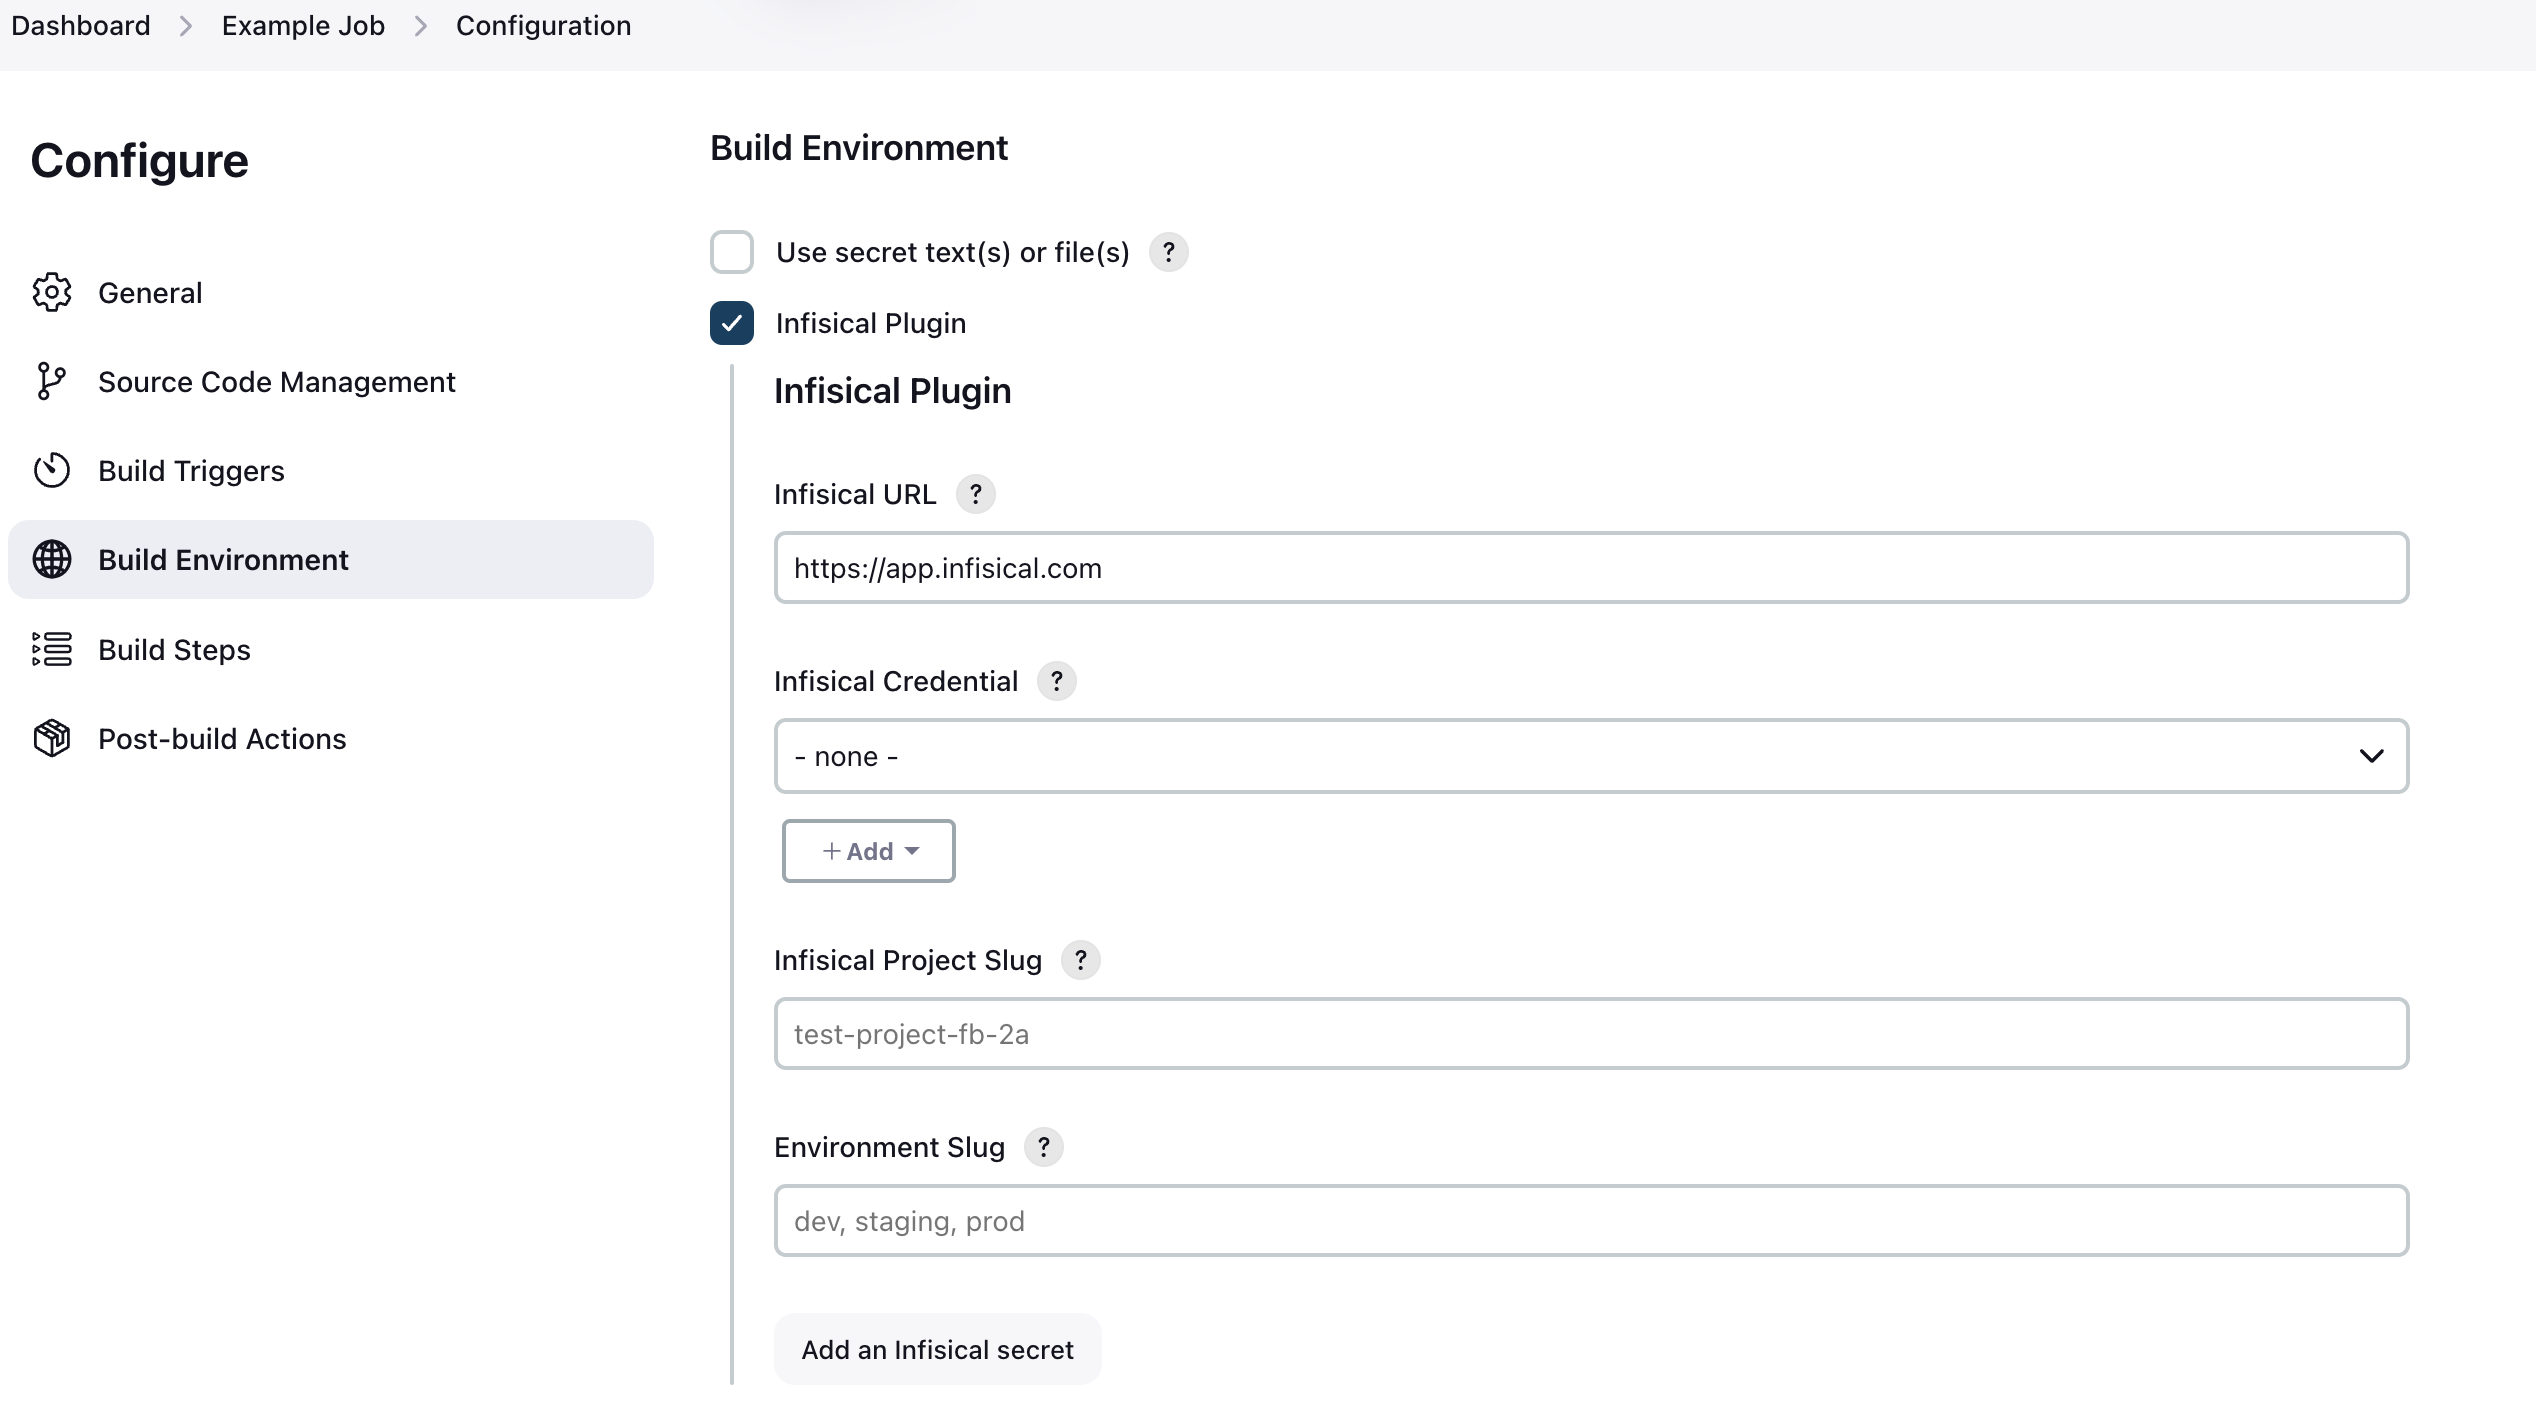 Dashboard > Example Job > Configuration
Configure
General
Source Code Management
Build Triggers
Build Environment
Build Steps
Post-build Actions
Build Environment
Use secret text(s) or file(s) ?
Infisical Plugin
Infisical Plugin
Infisical URL ?
https://app.infisical.com
Infisical Credential ?
- none -
+ Add
Infisical Project Slug ?
test-project-fb-2a
Environment Slug ?
dev, staging, prod
Add an Infisical secret